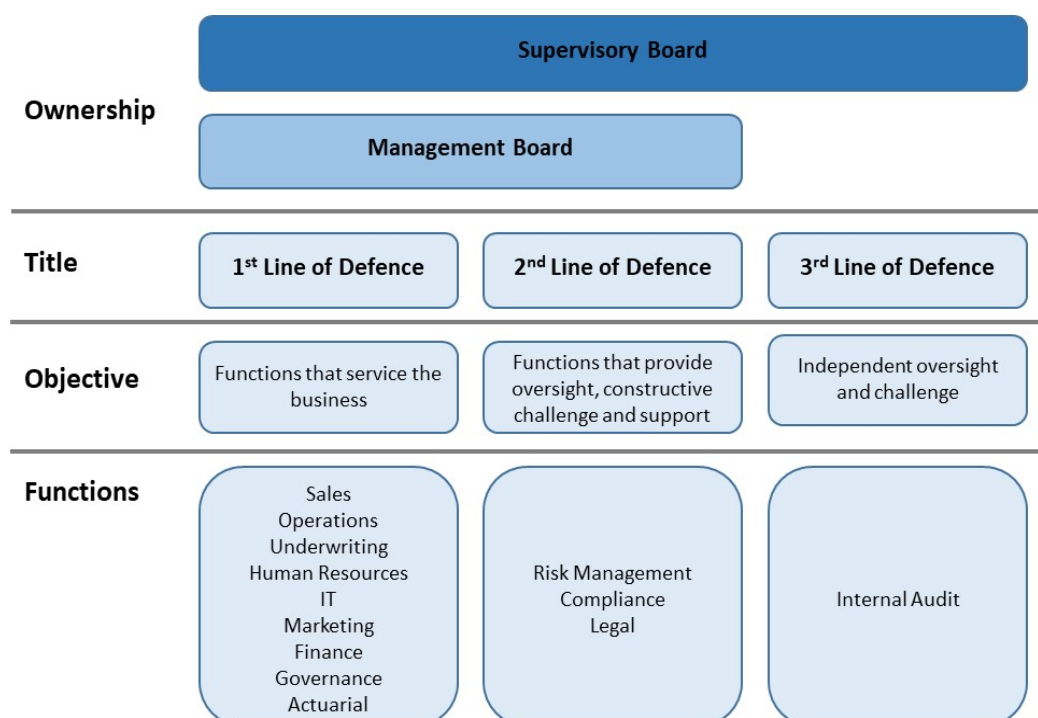 Supervisory Board
Ownership
Management Board
Title
1st Line of Defence
2nd Line of Defence
3rd Line of Defence
Objective
Functions that service the
business
Functions that provide
oversight, constructive
challenge and support
Independent oversight
and challenge
Functions
Sales
Operations
Underwriting
Human Resources
IT
Marketing
Finance
Governance
Actuarial
Risk Management
Compliance
Legal
Internal Audit